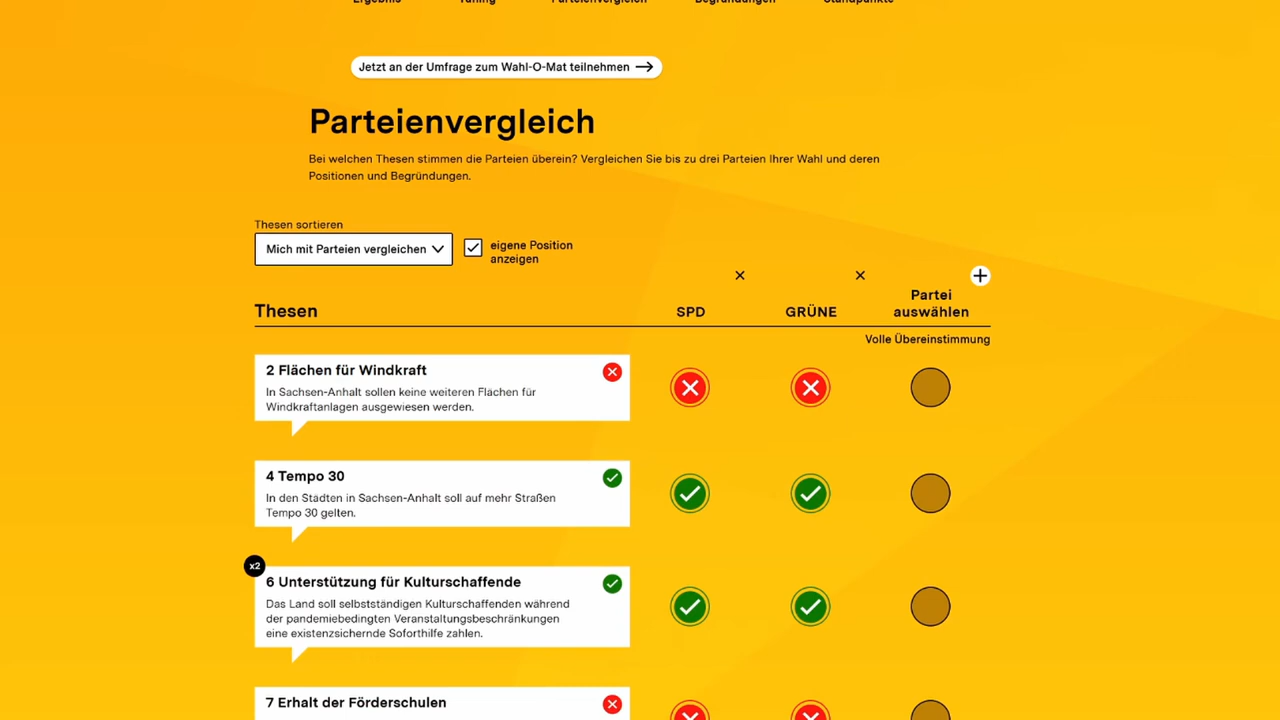 Ergebnis Tuning Parteienvergleich Begründungen Standpunkte
Jetzt an der Umfrage zum Wahl-O-Mat teilnehmen
Parteienvergleich
Bei welchen Thesen stimmen die Parteien überein? Vergleichen Sie bis zu drei Parteien Ihrer Wahl und deren
Positionen und Begründungen.
Thesen sortieren
Mich mit Parteien vergleichen
eigene Position
anzeigen
Thesen
SPD
GRÜNE
Partei
auswählen
Volle Übereinstimmung
2 Flächen für Windkraft
In Sachsen-Anhalt sollen keine weiteren Flächen für
Windkraftanlagen ausgewiesen werden.
4 Tempo 30
In den Städten in Sachsen-Anhalt soll auf mehr Straßen
Tempo 30 gelten.
x2
6 Unterstützung für Kulturschaffende
Das Land soll selbstständigen Kulturschaffenden während
der pandemiebedingten Veranstaltungsbeschränkungen
eine existenzsichernde Soforthilfe zahlen.
7 Erhalt der Förderschulen